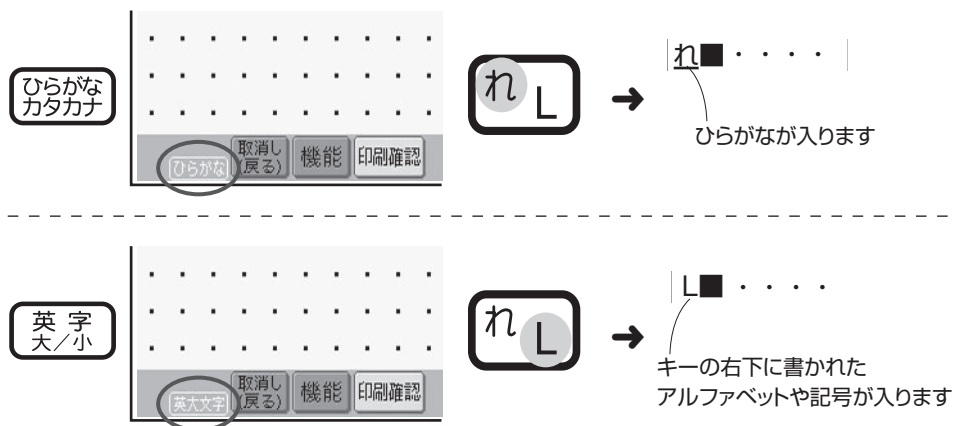 ひらがな
カタカナ
ひらがな
取消し
(戻る)
機能
印刷確認
れ
L
➜
れ■・・・・
ひらがなが入ります
英 字
大／小
英大文字
取消し
(戻る)
機能
印刷確認
れ
L
➜
L■・・・・
キーの右下に書かれた
アルファベットや記号が入ります